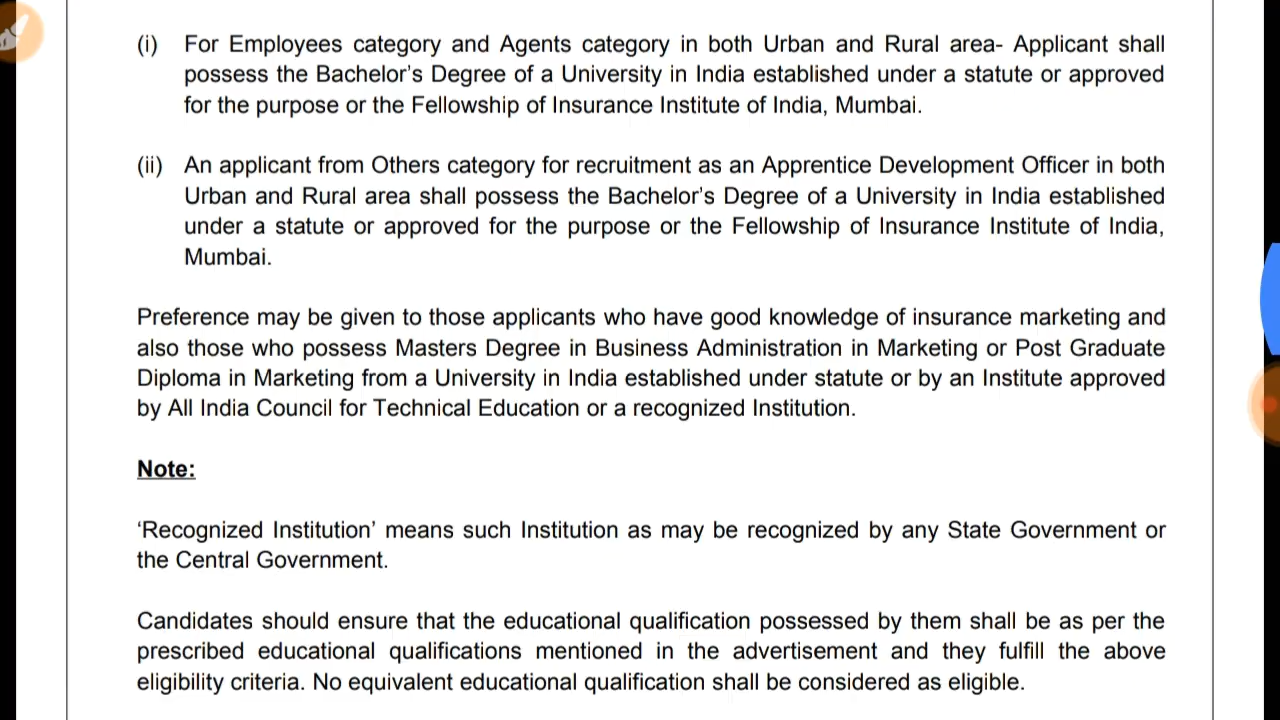 (i) For Employees category and Agents category in both Urban and Rural area- Applicant shall
possess the Bachelor’s Degree of a University in India established under a statute or approved
for the purpose or the Fellowship of Insurance Institute of India, Mumbai.
(ii) An applicant from Others category for recruitment as an Apprentice Development Officer in both
Urban and Rural area shall possess the Bachelor’s Degree of a University in India established
under a statute or approved for the purpose or the Fellowship of Insurance Institute of India,
Mumbai.
Preference may be given to those applicants who have good knowledge of insurance marketing and
also those who possess Masters Degree in Business Administration in Marketing or Post Graduate
Diploma in Marketing from a University in India established under statute or by an Institute approved
by All India Council for Technical Education or a recognized Institution.
Note:
‘Recognized Institution’ means such Institution as may be recognized by any State Government or
the Central Government.
Candidates should ensure that the educational qualification possessed by them shall be as per the
prescribed educational qualifications mentioned in the advertisement and they fulfill the above
eligibility criteria. No equivalent educational qualification shall be considered as eligible.